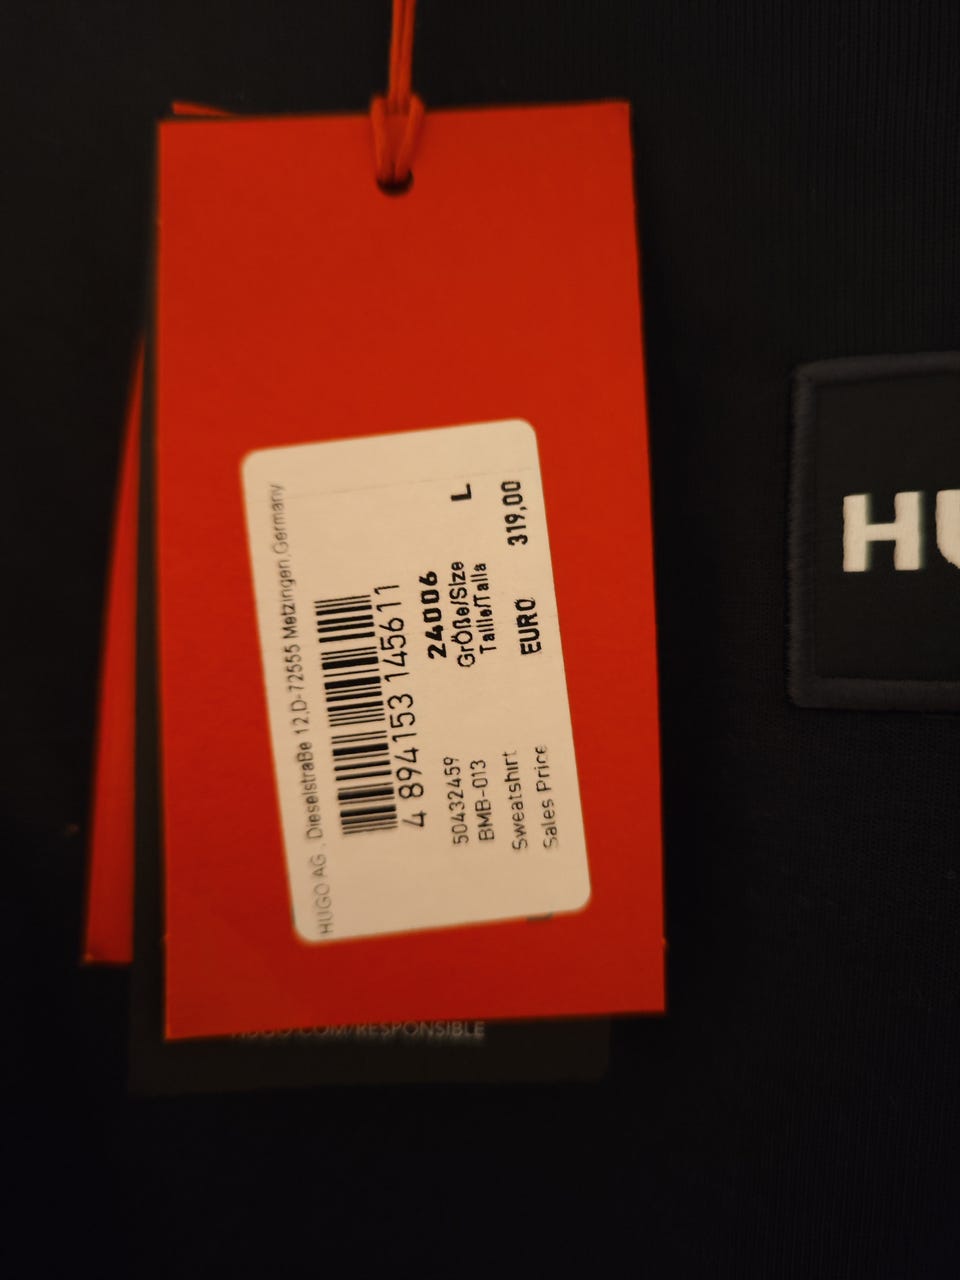 HUGO AG , Dieselstraße 12,D-72555 Metzingen,Germany
4 894153 145611
24006
50432459 Größe/SIze L
BMB-013 Taille/Talla
Sweatshirt
Sales Price EURO 319,00
HUGO.COM/RESPONSIBLE
HU